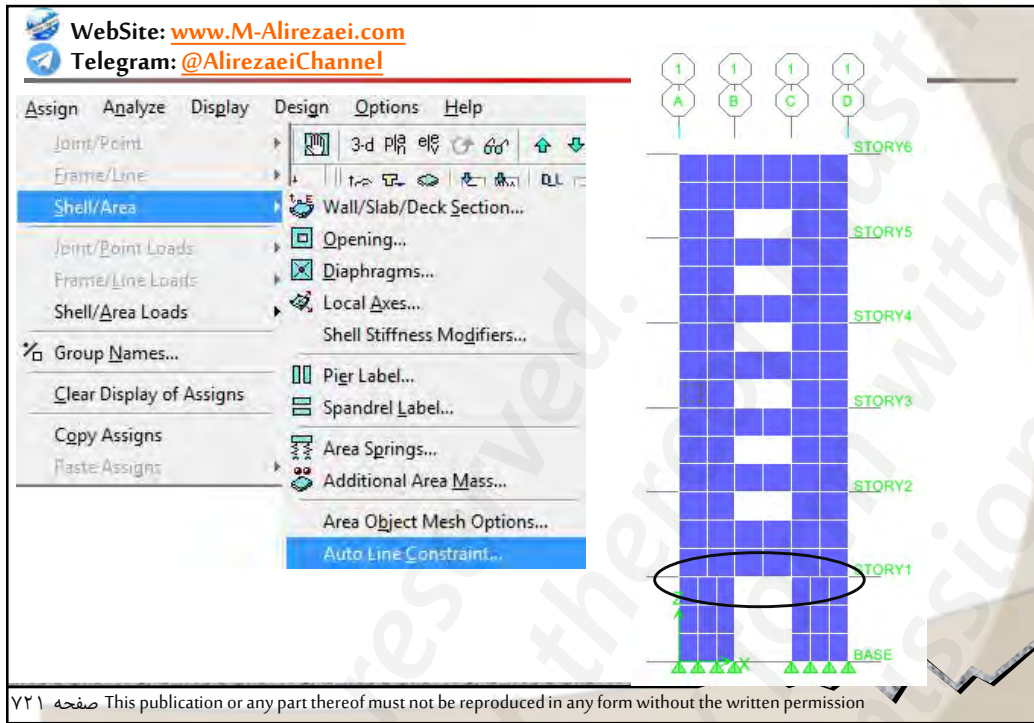 WebSite: www.M-Alirezaei.com
Telegram: @AlirezaeiChannel
Assign Analyze Display Design Options Help
Joint/Point
Frame/Line
Shell/Area
Joint/Point Loads
Frame/Line Loads
Shell/Area Loads
Group Names...
Clear Display of Assigns
Copy Assigns
Paste Assigns
3-d
Wall/Slab/Deck Section...
Opening...
Diaphragms...
Local Axes...
Shell Stiffness Modifiers...
Pier Label...
Spandrel Label...
Area Springs...
Additional Area Mass...
Area Object Mesh Options...
Auto Line Constraint...
1 1 1 1
A B C D
STORY6
STORY5
STORY4
STORY3
STORY2
STORY1
Z
X
BASE
صفحه ۷۲۱ This publication or any part thereof must not be reproduced in any form without the written permission